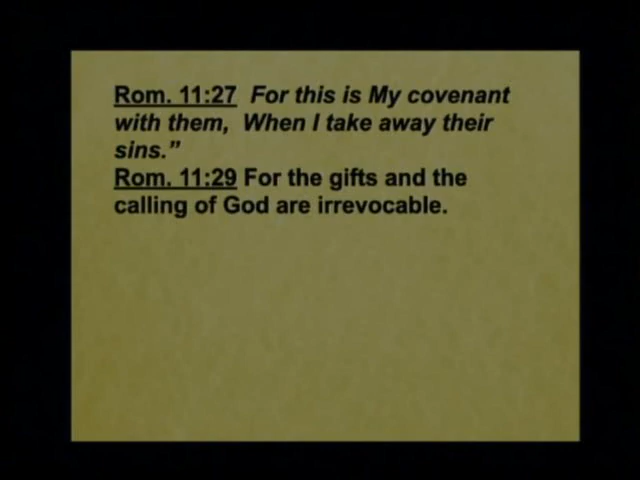 Rom. 11:27  For this is My covenant
with them,  When I take away their
sins.”
Rom. 11:29 For the gifts and the
calling of God are irrevocable.